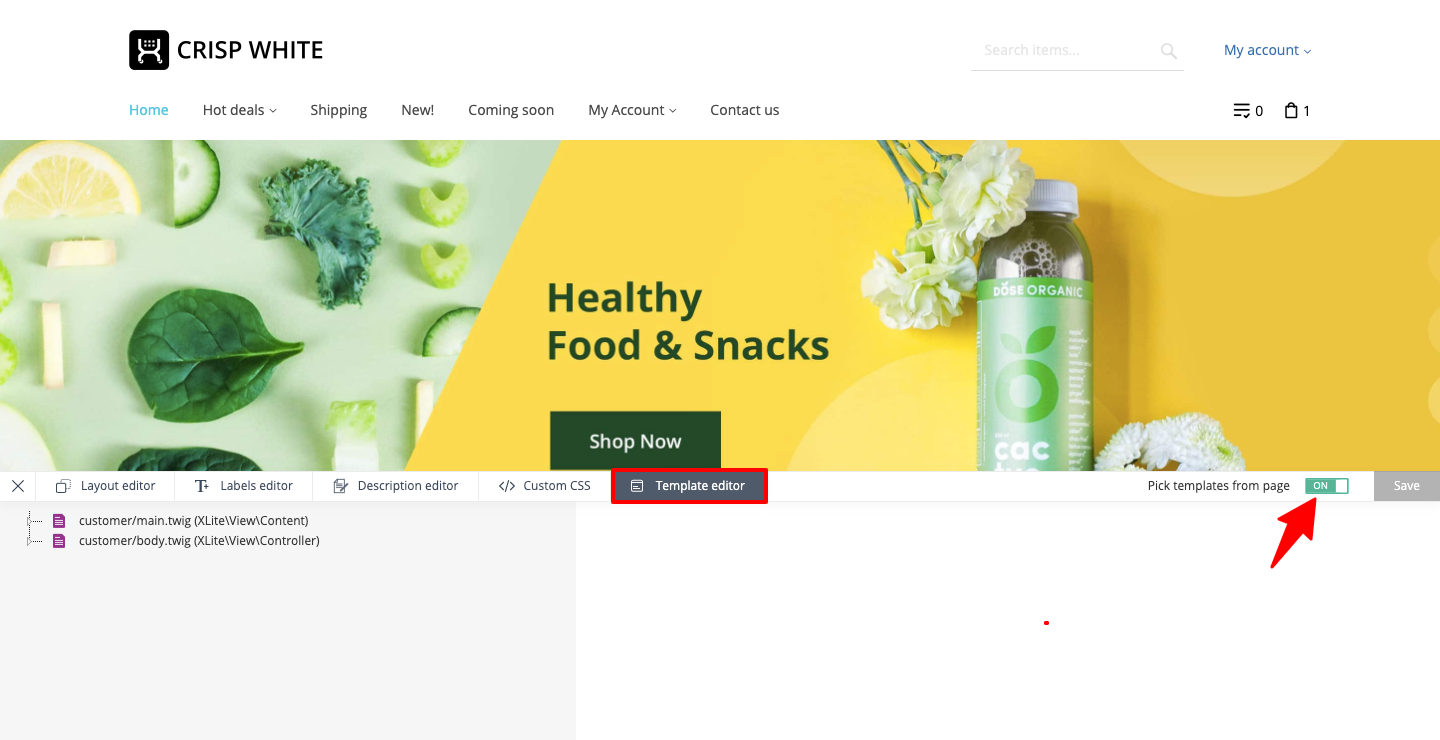 CRISP WHITE
Search items...
My account
Home Hot deals Shipping New! Coming soon My Account Contact us 0 1
Healthy
Food & Snacks
Shop Now
DOSE ORGANIC
cac
Layout editor Labels editor Description editor Custom CSS Template editor Pick templates from page ON Save
customer/main.twig (XLite\View\Content)
customer/body.twig (XLite\View\Controller)